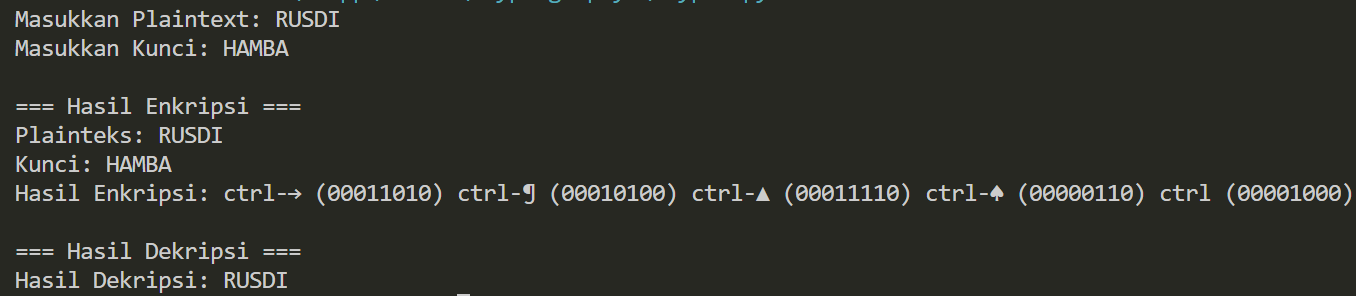 Masukkan Plaintext: RUSDI
Masukkan Kunci: HAMBA
=== Hasil Enkripsi ===
Plainteks: RUSDI
Kunci: HAMBA
Hasil Enkripsi: ctrl-→ (00011010) ctrl-¶ (00010100) ctrl-▲ (00011110) ctrl-♠ (00000110) ctrl (00001000)
=== Hasil Dekripsi ===
Hasil Dekripsi: RUSDI